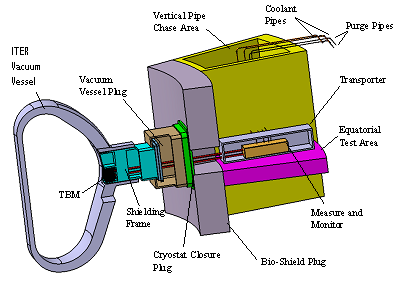 Coolant
Pipes
Vertical Pipe
Chase Area
Purge Pipes
ITER
Vacuum
Vessel
Vacuum
Vessel Plug
Transporter
Equatorial
Test Area
TBM
Shielding
Frame
Measure and
Monitor
Cryostat Closure
Plug
Bio-Shield Plug